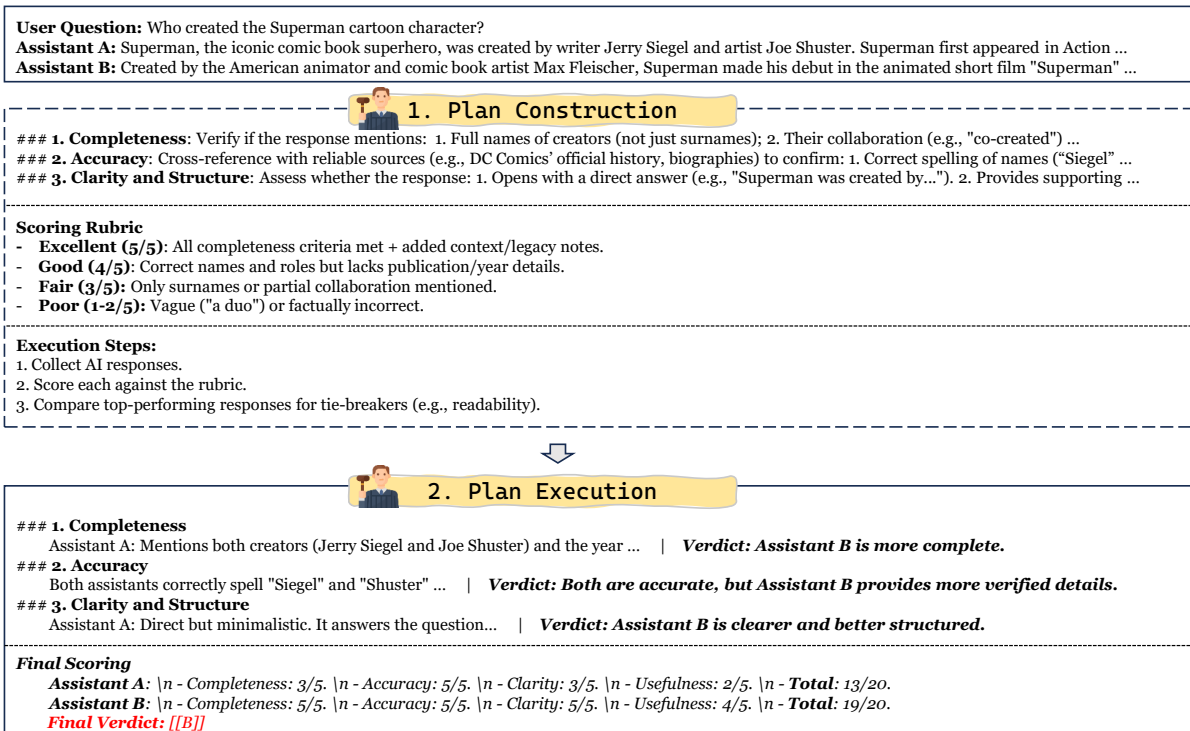 User Question: Who created the Superman cartoon character?
Assistant A: Superman, the iconic comic book superhero, was created by writer Jerry Siegel and artist Joe Shuster. Superman first appeared in Action ...
Assistant B: Created by the American animator and comic book artist Max Fleischer, Superman made his debut in the animated short film "Superman" ...
1. Plan Construction
### 1. Completeness: Verify if the response mentions: 1. Full names of creators (not just surnames); 2. Their collaboration (e.g., "co-created") ...
### 2. Accuracy: Cross-reference with reliable sources (e.g., DC Comics’ official history, biographies) to confirm: 1. Correct spelling of names (“Siegel” ...
### 3. Clarity and Structure: Assess whether the response: 1. Opens with a direct answer (e.g., "Superman was created by..."). 2. Provides supporting ...
Scoring Rubric
- Excellent (5/5): All completeness criteria met + added context/legacy notes.
- Good (4/5): Correct names and roles but lacks publication/year details.
- Fair (3/5): Only surnames or partial collaboration mentioned.
- Poor (1-2/5): Vague ("a duo") or factually incorrect.
Execution Steps:
1. Collect AI responses.
2. Score each against the rubric.
3. Compare top-performing responses for tie-breakers (e.g., readability).
2. Plan Execution
### 1. Completeness
Assistant A: Mentions both creators (Jerry Siegel and Joe Shuster) and the year ... | Verdict: Assistant B is more complete.
### 2. Accuracy
Both assistants correctly spell "Siegel" and "Shuster" ... | Verdict: Both are accurate, but Assistant B provides more verified details.
### 3. Clarity and Structure
Assistant A: Direct but minimalistic. It answers the question... | Verdict: Assistant B is clearer and better structured.
Final Scoring
Assistant A: \n - Completeness: 3/5. \n - Accuracy: 5/5. \n - Clarity: 3/5. \n - Usefulness: 2/5. \n - Total: 13/20.
Assistant B: \n - Completeness: 5/5. \n - Accuracy: 5/5. \n - Clarity: 5/5. \n - Usefulness: 4/5. \n - Total: 19/20.
Final Verdict: [[B]]